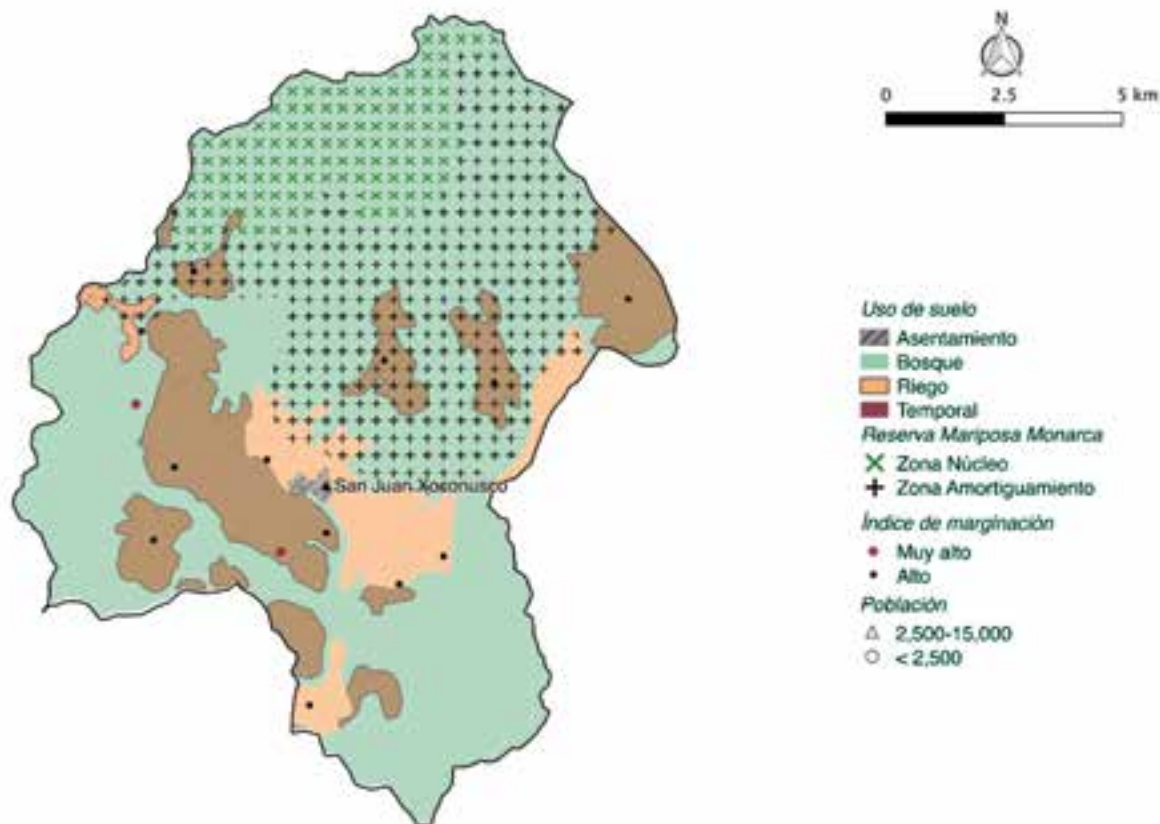 N
0 2.5 5 km
Uso de suelo
Asentamiento
Bosque
Riego
Temporal
Reserva Mariposa Monarca
Zona Núcleo
Zona Amortiguamiento
San Juan Xoconusco
Índice de marginación
Muy alto
Alto
Población
2,500-15,000
< 2,500